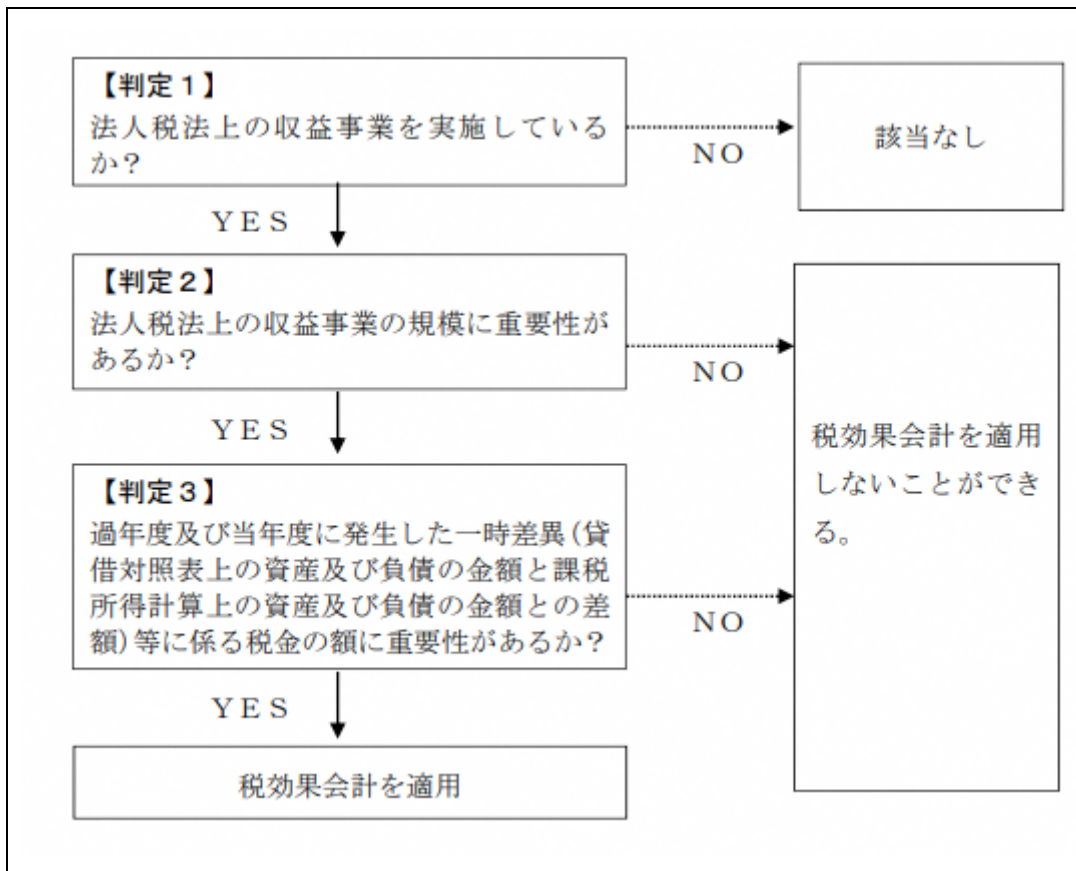 【判定１】
法人税法上の収益事業を実施している
か？
NO
該当なし
YES
【判定２】
法人税法上の収益事業の規模に重要性が
あるか？
NO
税効果会計を適用
しないことができ
る。
YES
【判定３】
過年度及び当年度に発生した一時差異(貸
借対照表上の資産及び負債の金額と課税
所得計算上の資産及び負債の金額との差
額)等に係る税金の額に重要性があるか？
NO
YES
税効果会計を適用